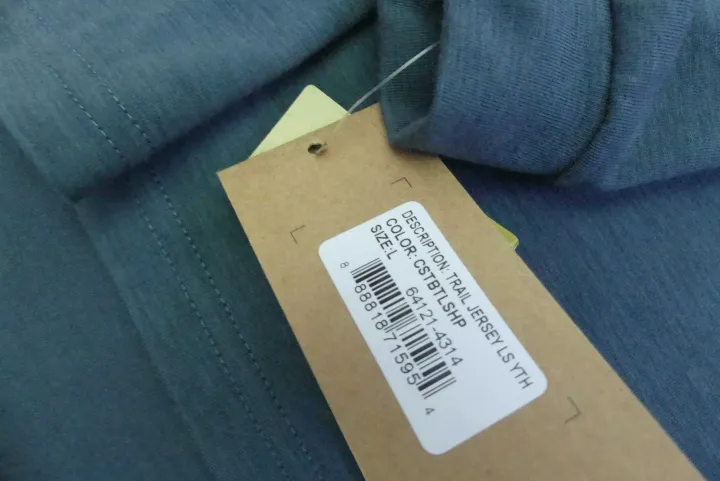 DESCRIPTION: TRAIL JERSEY LS YTH
COLOR: CSTBTLSHP
SIZE:L
64121-4314
8 88818 71595 4